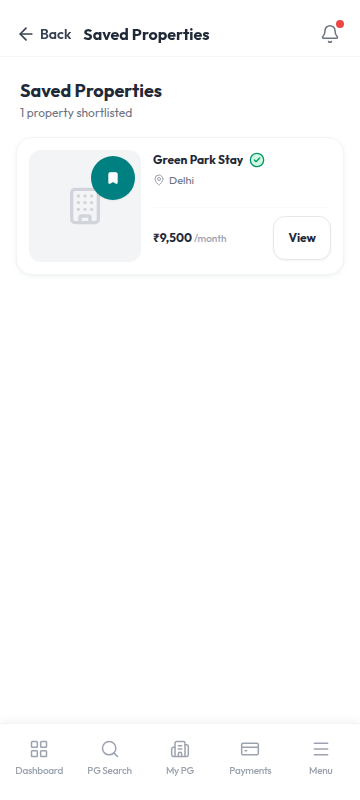 Back Saved Properties
Saved Properties
1 property shortlisted
Green Park Stay
Delhi
₹9,500 /month
View
Dashboard PG Search My PG Payments Menu